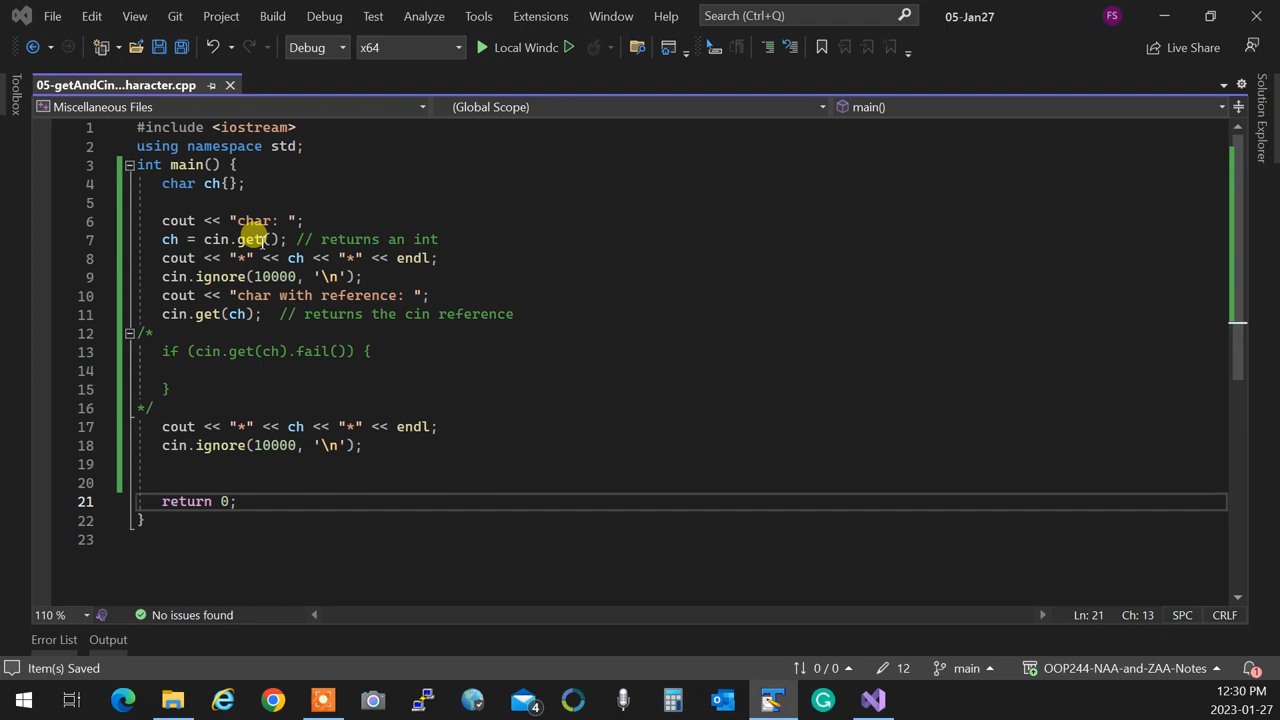 File Edit View Git Project Build Debug Test Analyze Tools Extensions Window Help Search (Ctrl+Q) 05-Jan27 FS
Debug x64 Local Windc Live Share
05-getAndCin...haracter.cpp
Miscellaneous Files (Global Scope) main()
Toolbox
Solution Explorer
1 #include <iostream>
2 using namespace std;
3 int main() {
4 char ch{};
5
6 cout << "char: ";
7 ch = cin.get(); // returns an int
8 cout << "*" << ch << "*" << endl;
9 cin.ignore(10000, '\n');
10 cout << "char with reference: ";
11 cin.get(ch); // returns the cin reference
12 /*
13 if (cin.get(ch).fail()) {
14
15 }
16 */
17 cout << "*" << ch << "*" << endl;
18 cin.ignore(10000, '\n');
19
20
21 return 0;
22 }
23
110 % No issues found Ln: 21 Ch: 13 SPC CRLF
Error List Output
Item(s) Saved 0 / 0 12 main OOP244-NAA-and-ZAA-Notes 1
4 12:30 PM
2023-01-27